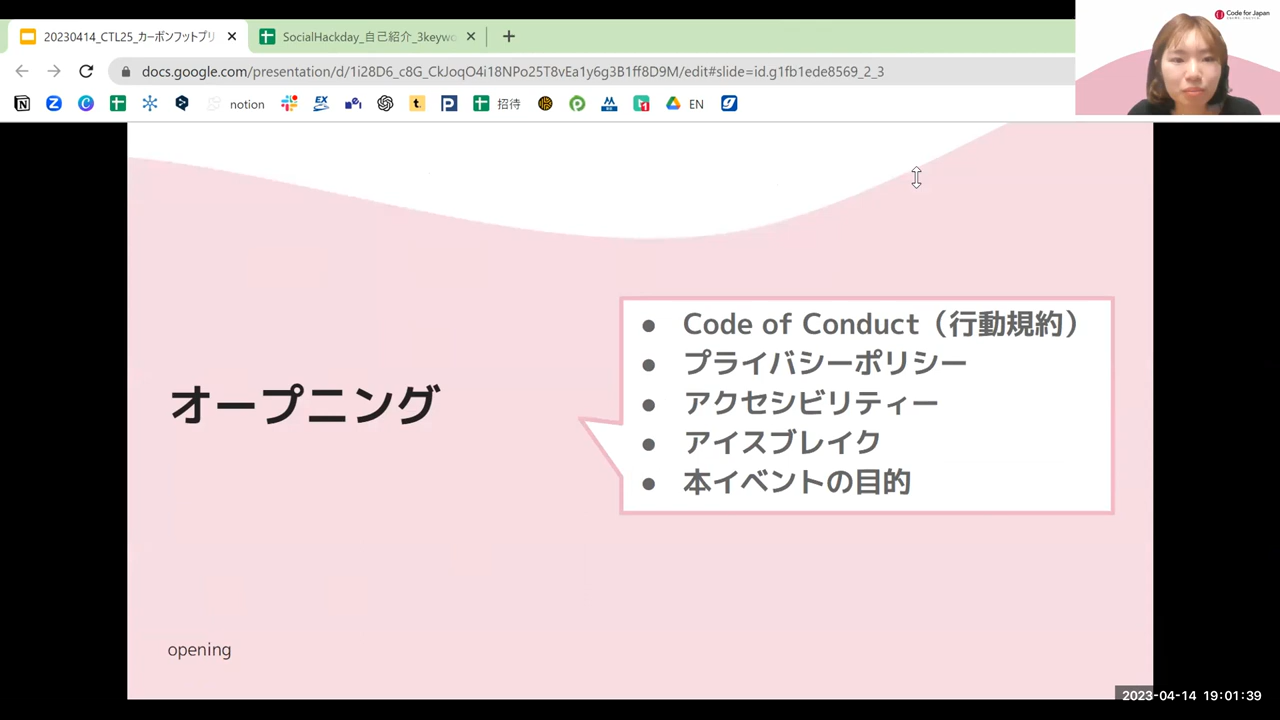 20230414_CTL25_カーボンフットプリ
SocialHackday_自己紹介_3keywo
Code for Japan
docs.google.com/presentation/d/1i28D6_c8G_CkJoqO4i18NPo25T8vEa1y6g3B1ff8D9M/edit#slide=id.g1fb1ede8569_2_3
notion
EX
t.
招待
EN
オープニング
● Code of Conduct（行動規約）
● プライバシーポリシー
● アクセシビリティー
● アイスブレイク
● 本イベントの目的
opening
2023-04-14 19:01:39